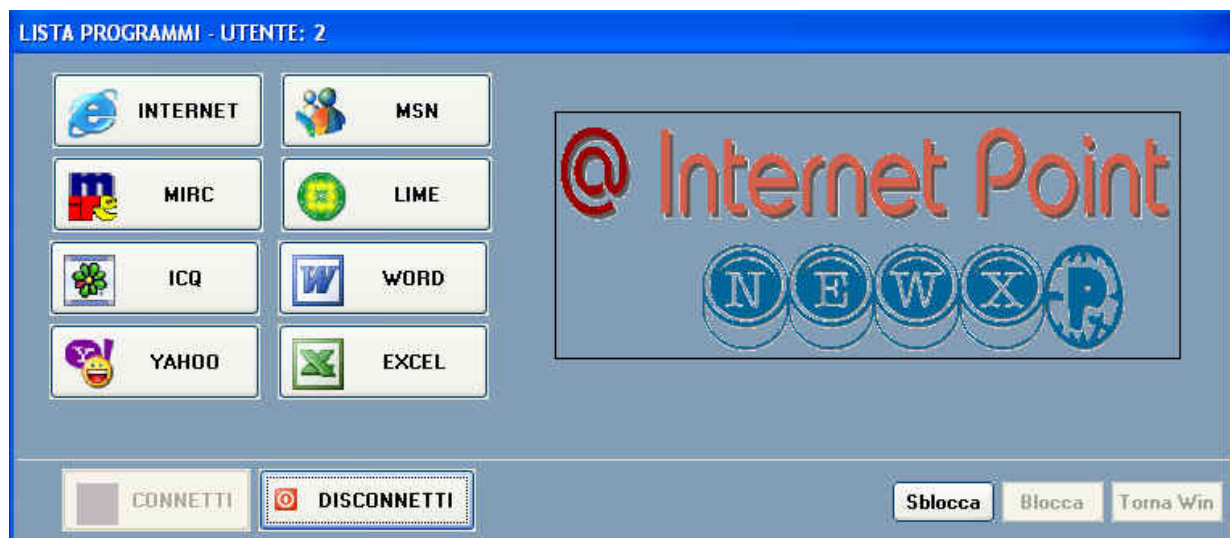 LISTA PROGRAMMI - UTENTE: 2
INTERNET
MSN
MIRC
LIME
ICQ
WORD
YAHOO
EXCEL
@ Internet Point
NEWXP
CONNETTI
DISCONNETTI
Sblocca
Blocca
Torna Win